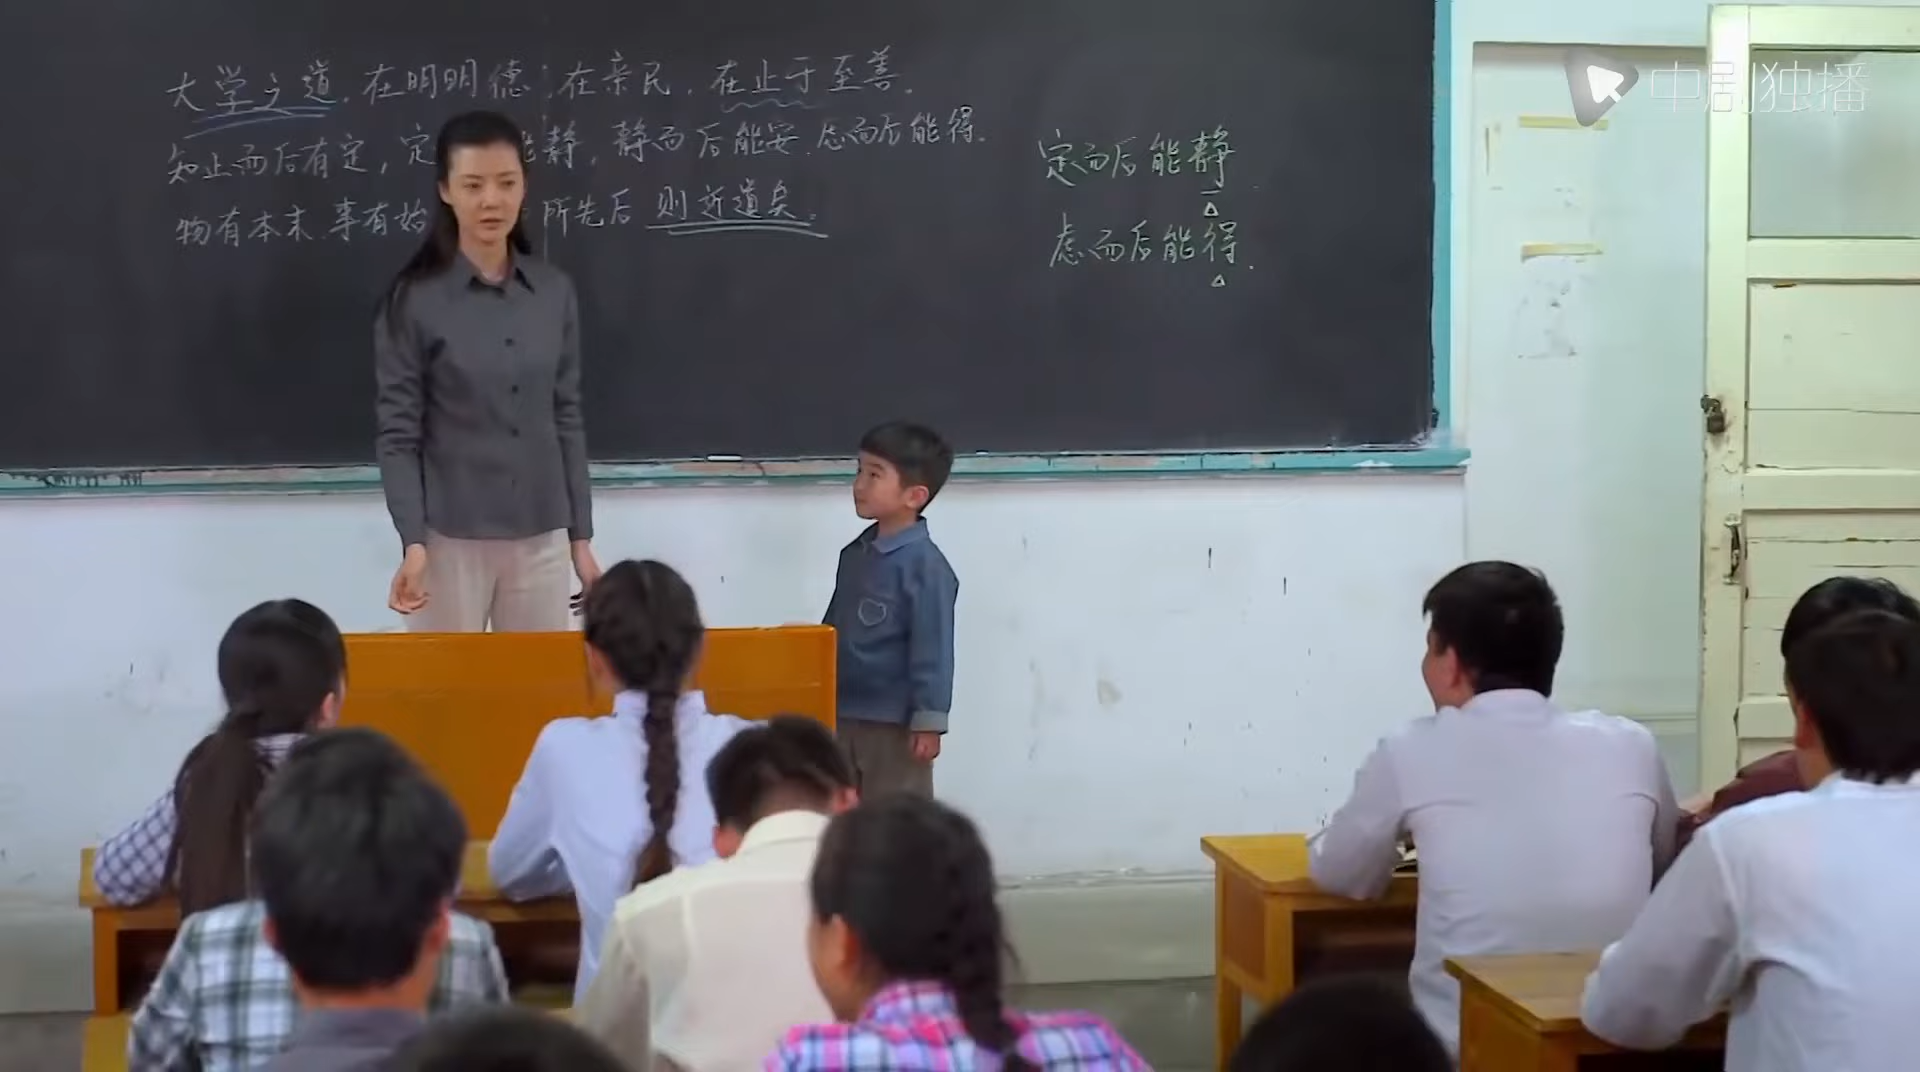 大学之道，在明明德，在亲民，在止于至善。
知止而后有定，定 能静，静而后能安，虑而后能得。
物有本末，事有始 所先后 则近道矣。
定而后能静
虑而后能得.
中剧独播